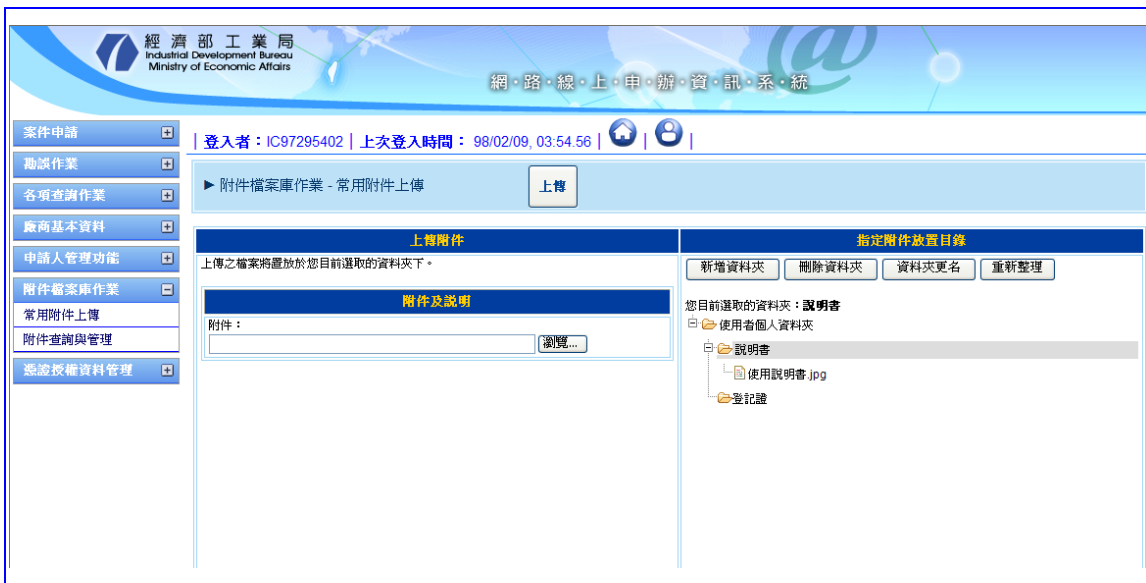 經濟部工業局
Industrial Development Bureau
Ministry of Economic Affairs
網・路・線・上・申・辦・資・訊・系・統
案件申請
勘誤作業
各項查詢作業
廠商基本資料
申請人管理功能
附件檔案庫作業
常用附件上傳
附件查詢與管理
憑證授權資料管理
| 登入者：IC97295402 | 上次登入時間： 98/02/09, 03:54.56 | | |
► 附件檔案庫作業 - 常用附件上傳
上傳
上傳附件
上傳之檔案將置放於您目前選取的資料夾下。
附件及說明
附件：
瀏覽...
指定附件放置目錄
新增資料夾 刪除資料夾 資料夾更名 重新整理
您目前選取的資料夾：說明書
使用者個人資料夾
說明書
使用說明書.jpg
登記證